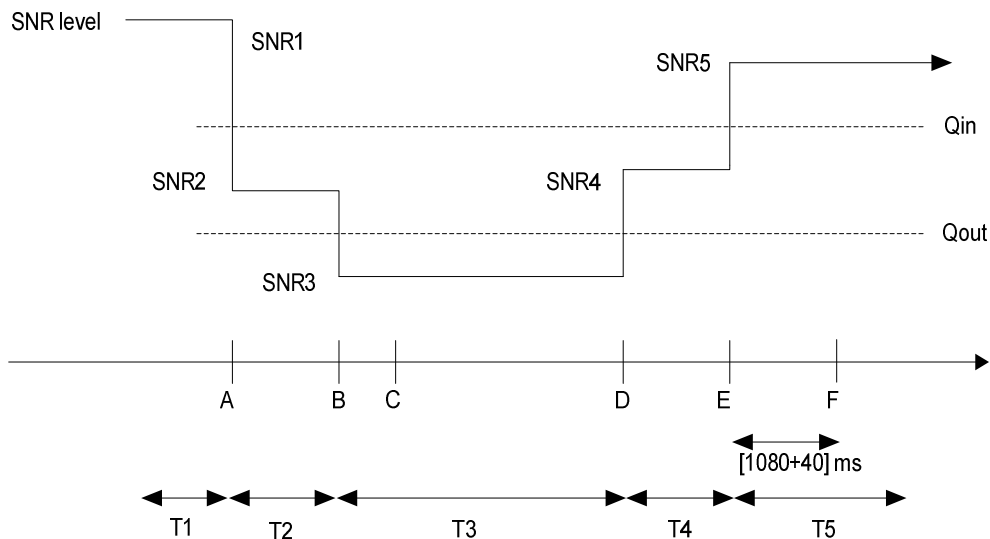 SNR level
SNR1
SNR5
Qin
SNR2
SNR4
Qout
SNR3
A B C D E F
[1080+40] ms
T1 T2 T3 T4 T5